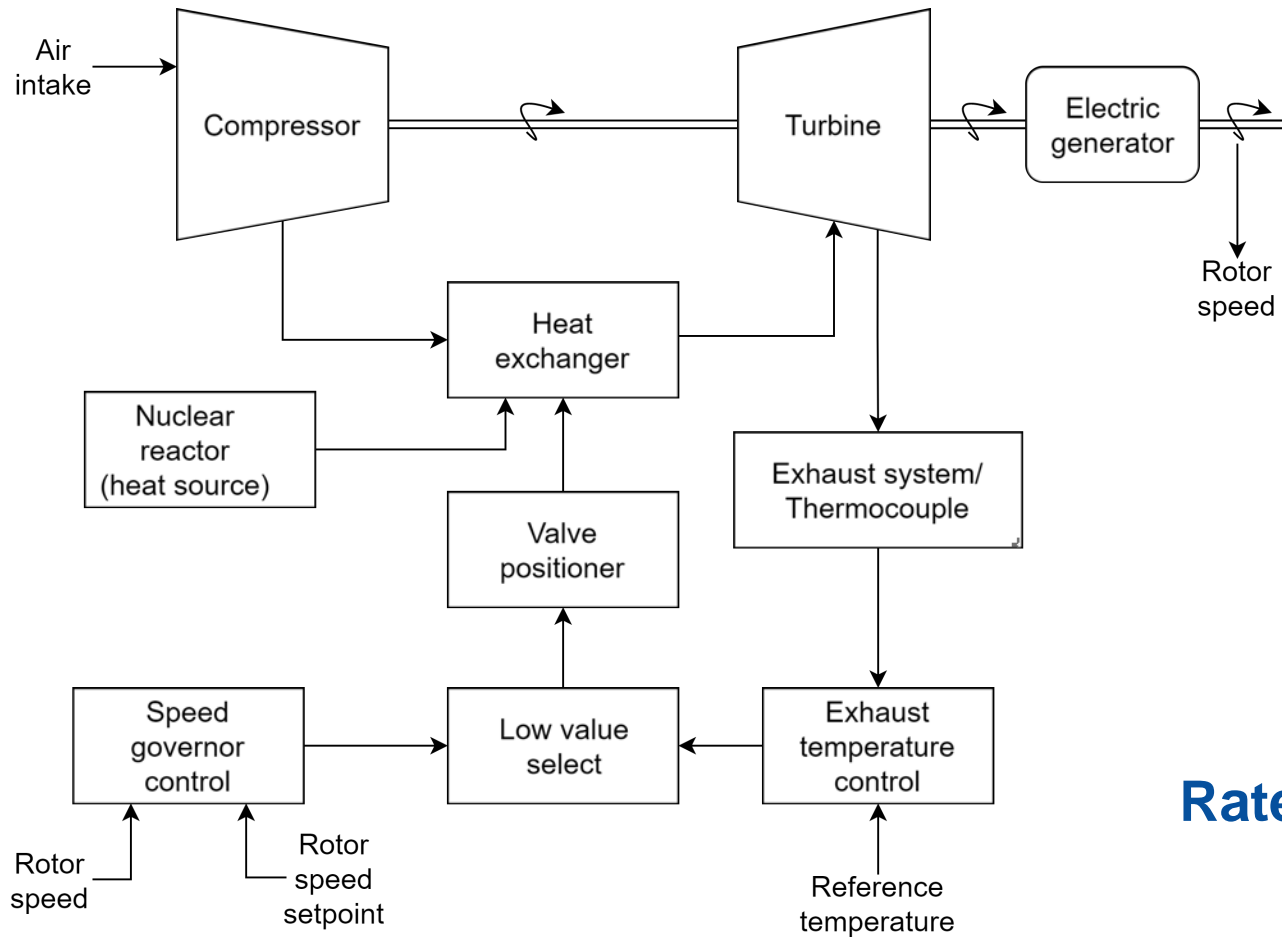 Air
intake
Compressor
Turbine
Electric
generator
Rotor
speed
Heat
exchanger
Nuclear
reactor
(heat source)
Exhaust system/
Thermocouple
Valve
positioner
Speed
governor
control
Low value
select
Exhaust
temperature
control
Rate
Rotor
speed
Rotor
speed
setpoint
Reference
temperature